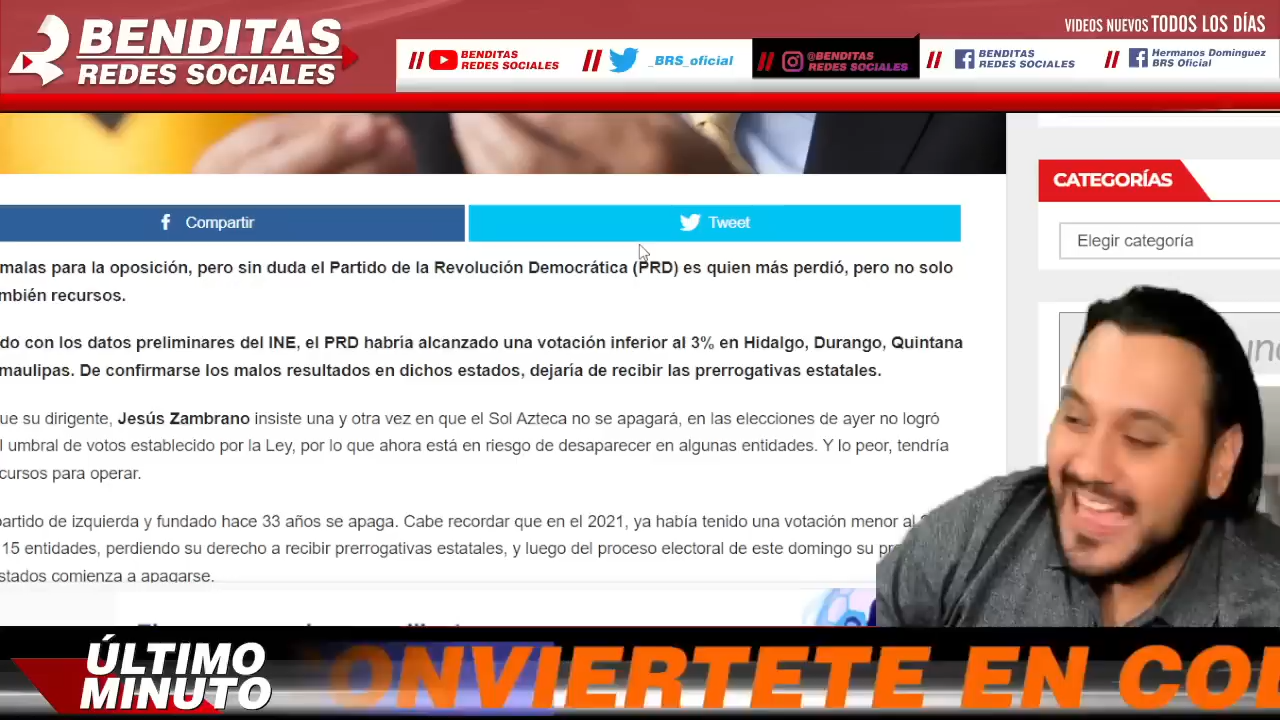 BENDITAS
REDES SOCIALES
VIDEOS NUEVOS TODOS LOS DÍAS
// BENDITAS REDES SOCIALES
// _BRS_oficial
// @BENDITAS REDES SOCIALES
// BENDITAS REDES SOCIALES
// Hermanos Dominguez BRS Oficial
CATEGORÍAS
Elegir categoría
Compartir
Tweet
malas para la oposición, pero sin duda el Partido de la Revolución Democrática (PRD) es quien más perdió, pero no solo
mbién recursos.
do con los datos preliminares del INE, el PRD habría alcanzado una votación inferior al 3% en Hidalgo, Durango, Quintana
maulipas. De confirmarse los malos resultados en dichos estados, dejaría de recibir las prerrogativas estatales.
ue su dirigente, Jesús Zambrano insiste una y otra vez en que el Sol Azteca no se apagará, en las elecciones de ayer no logró
l umbral de votos establecido por la Ley, por lo que ahora está en riesgo de desaparecer en algunas entidades. Y lo peor, tendría
cursos para operar.
partido de izquierda y fundado hace 33 años se apaga. Cabe recordar que en el 2021, ya había tenido una votación menor al
15 entidades, perdiendo su derecho a recibir prerrogativas estatales, y luego del proceso electoral de este domingo su
stados comienza a apagarse.
ÚLTIMO
MINUTO
ONVIERTETE EN CO